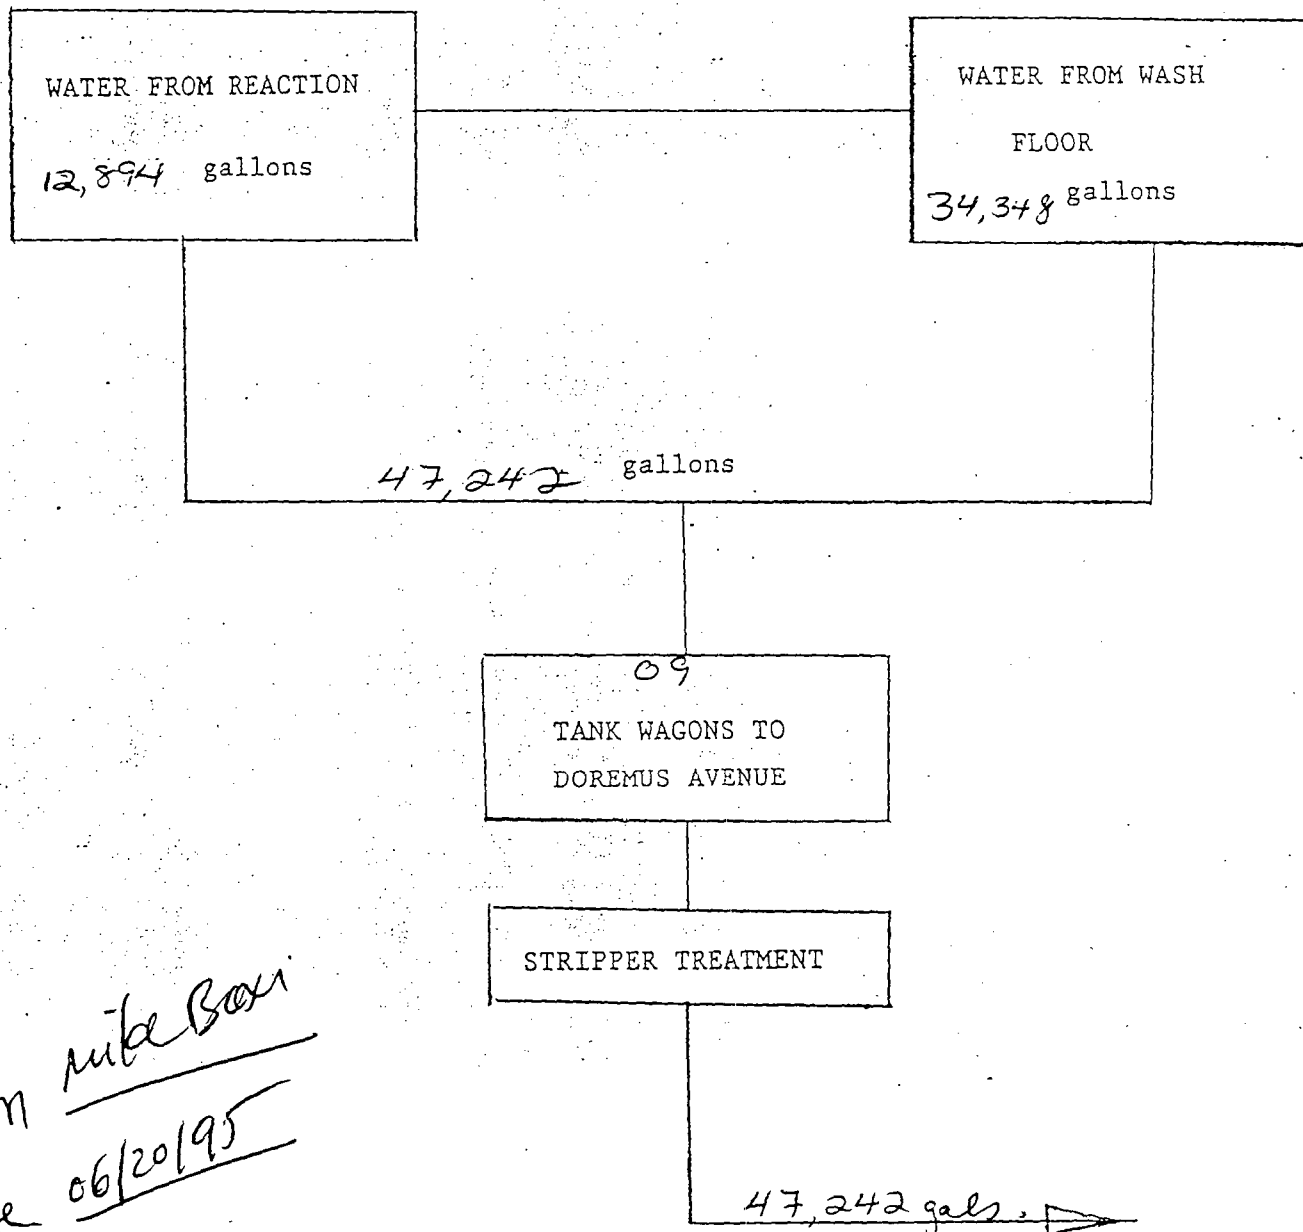 WATER FROM REACTION
12,894 gallons
WATER FROM WASH
FLOOR
34,348 gallons
47,242 gallons
09
TANK WAGONS TO
DOREMUS AVENUE
STRIPPER TREATMENT
06/20/95
47,242 gals.